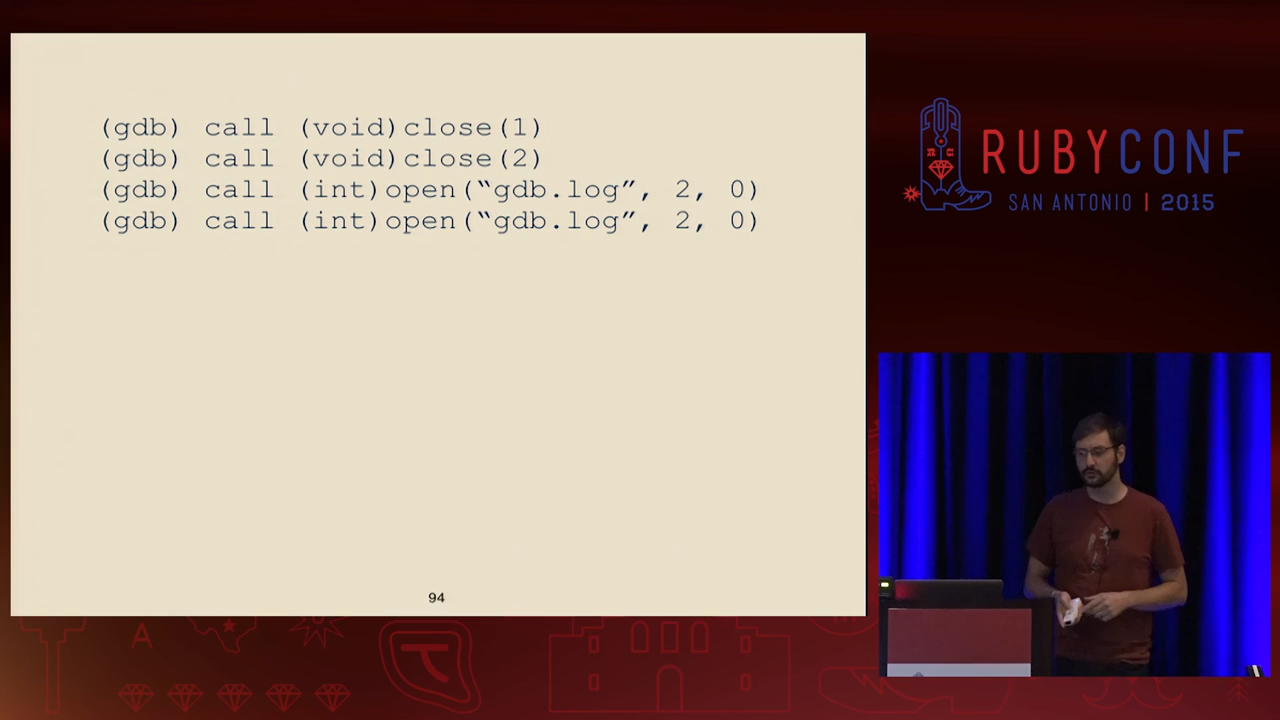 (gdb) call (void)close(1)
(gdb) call (void)close(2)
(gdb) call (int)open(“gdb.log”, 2, 0)
(gdb) call (int)open(“gdb.log”, 2, 0)
94
RUBYCONF
SAN ANTONIO | 2015